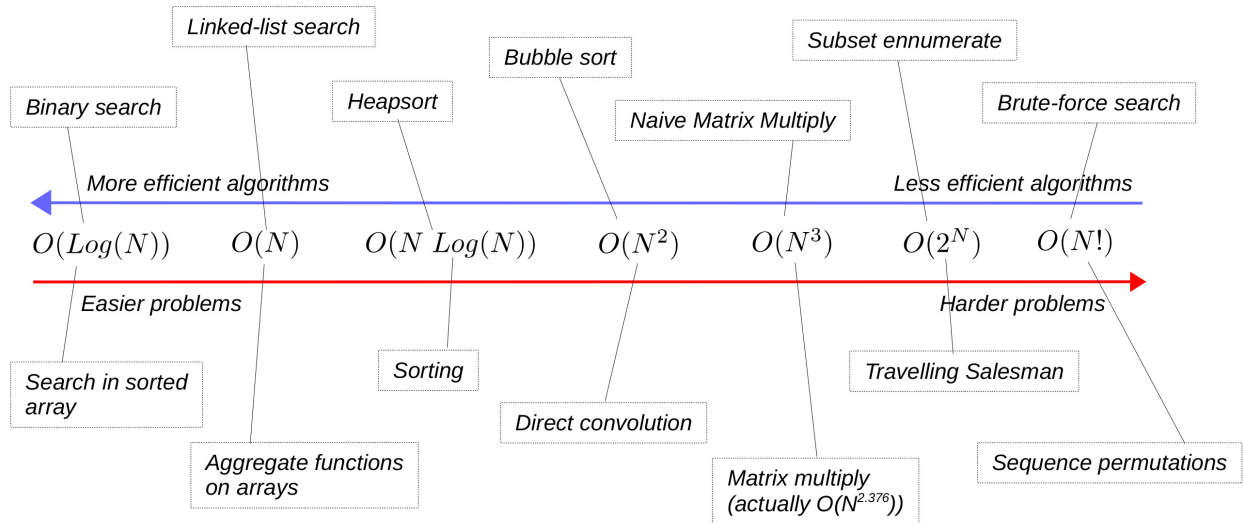 Linked-list search
Subset ennumerate
Bubble sort
Binary search
Heapsort
Brute-force search
Naive Matrix Multiply
More efficient algorithms
Less efficient algorithms
O(Log(N)) O(N) O(N Log(N)) O(N²) O(N³) O(2ᴺ) O(N!)
Easier problems
Harder problems
Search in sorted
array
Sorting
Travelling Salesman
Direct convolution
Aggregate functions
on arrays
Sequence permutations
Matrix multiply
(actually O(N²·³⁷⁶))